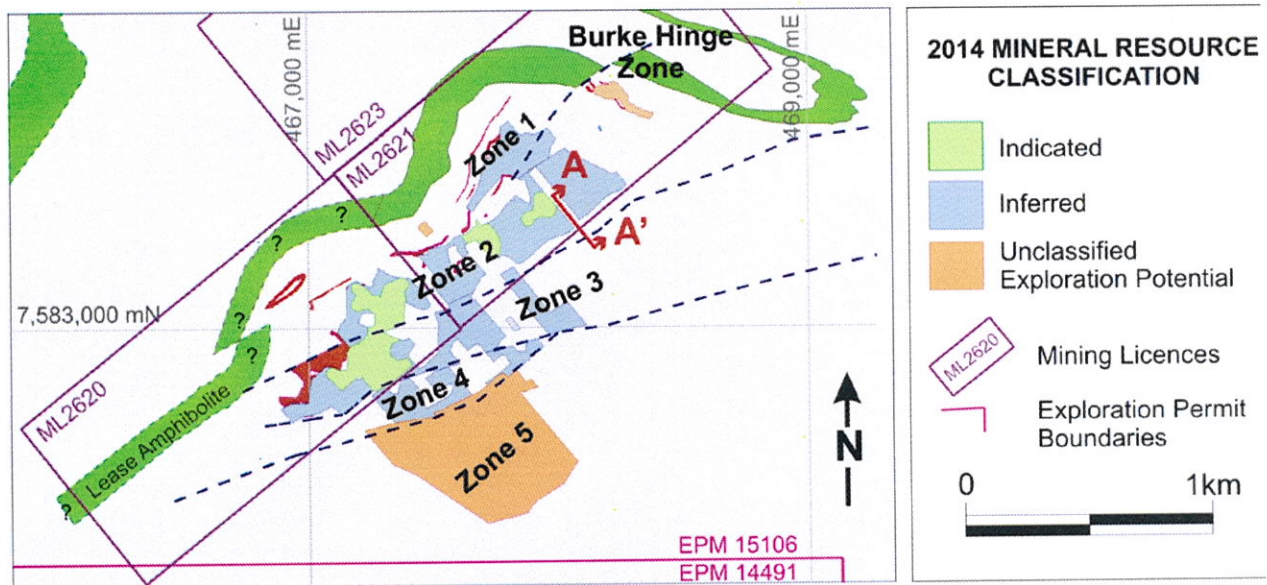 Burke Hinge
Zone
467,000 mE
469,000 mE
ML2623
ML2621
Zone 1
A
A'
?
?
Zone 2
Zone 3
7,583,000 mN
?
?
ML2620
Zone 4
Lease Amphibolite
Zone 5
?
N
EPM 15106
EPM 14491
2014 MINERAL RESOURCE
CLASSIFICATION
Indicated
Inferred
Unclassified
Exploration Potential
ML2620
Mining Licences
Exploration Permit
Boundaries
0
1km